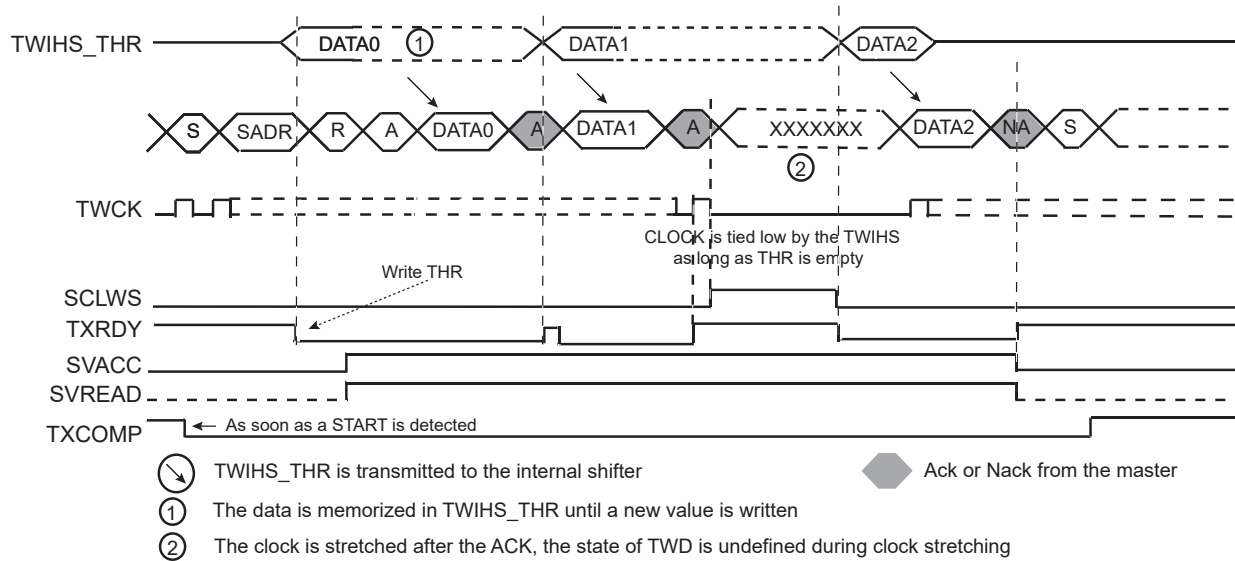 TWIHS_THR DATA0 1 DATA1 DATA2
S SADR R A DATA0 A DATA1 A XXXXXXX DATA2 NA S
2
TWCK
CLOCK is tied low by the TWIHS
as long as THR is empty
Write THR
SCLWS
TXRDY
SVACC
SVREAD
TXCOMP As soon as a START is detected
TWIHS_THR is transmitted to the internal shifter Ack or Nack from the master
1 The data is memorized in TWIHS_THR until a new value is written
2 The clock is stretched after the ACK, the state of TWD is undefined during clock stretching